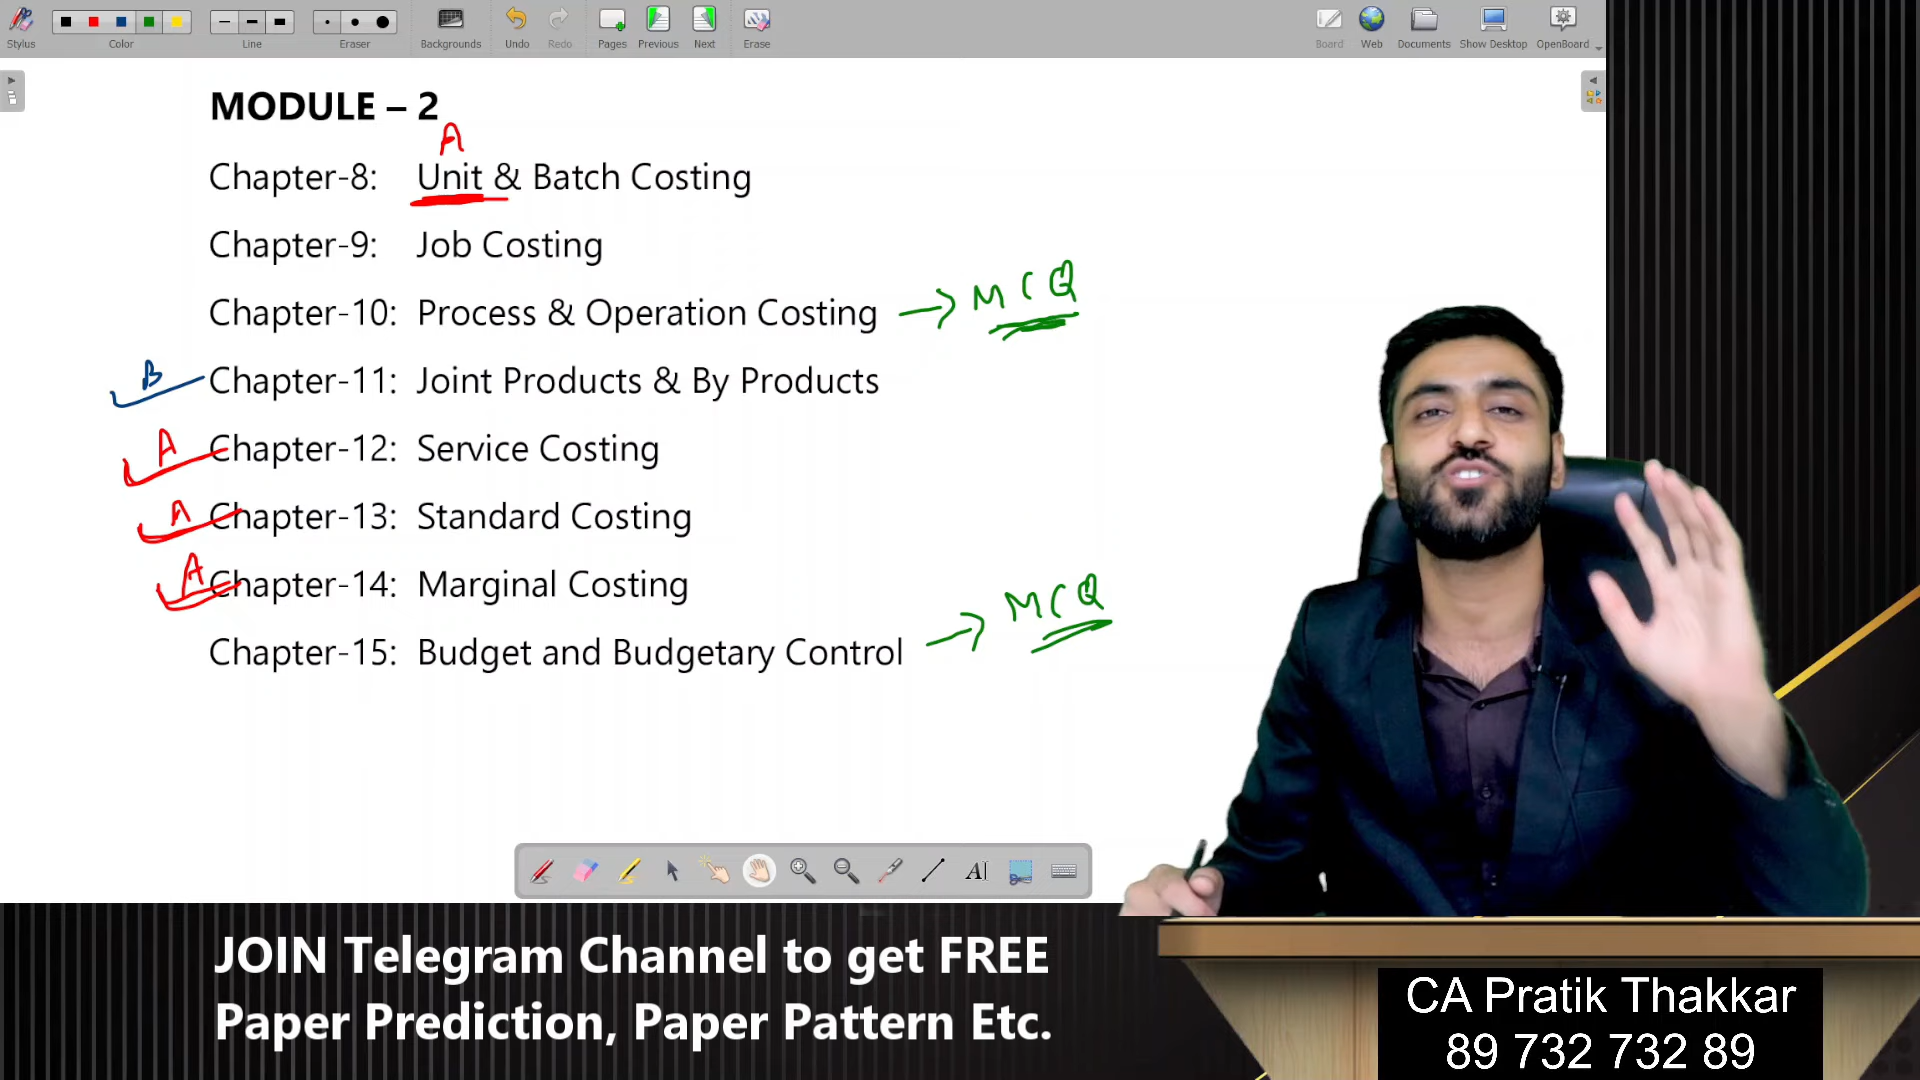 Stylus Color Line Eraser Backgrounds Undo Redo Pages Previous Next Erase Board Web Documents Show Desktop OpenBoard
MODULE – 2
A
Chapter-8: Unit & Batch Costing
Chapter-9: Job Costing
Chapter-10: Process & Operation Costing → MCQ
B Chapter-11: Joint Products & By Products
A Chapter-12: Service Costing
A Chapter-13: Standard Costing
A Chapter-14: Marginal Costing
Chapter-15: Budget and Budgetary Control → MCQ
JOIN Telegram Channel to get FREE
Paper Prediction, Paper Pattern Etc.
CA Pratik Thakkar
89 732 732 89